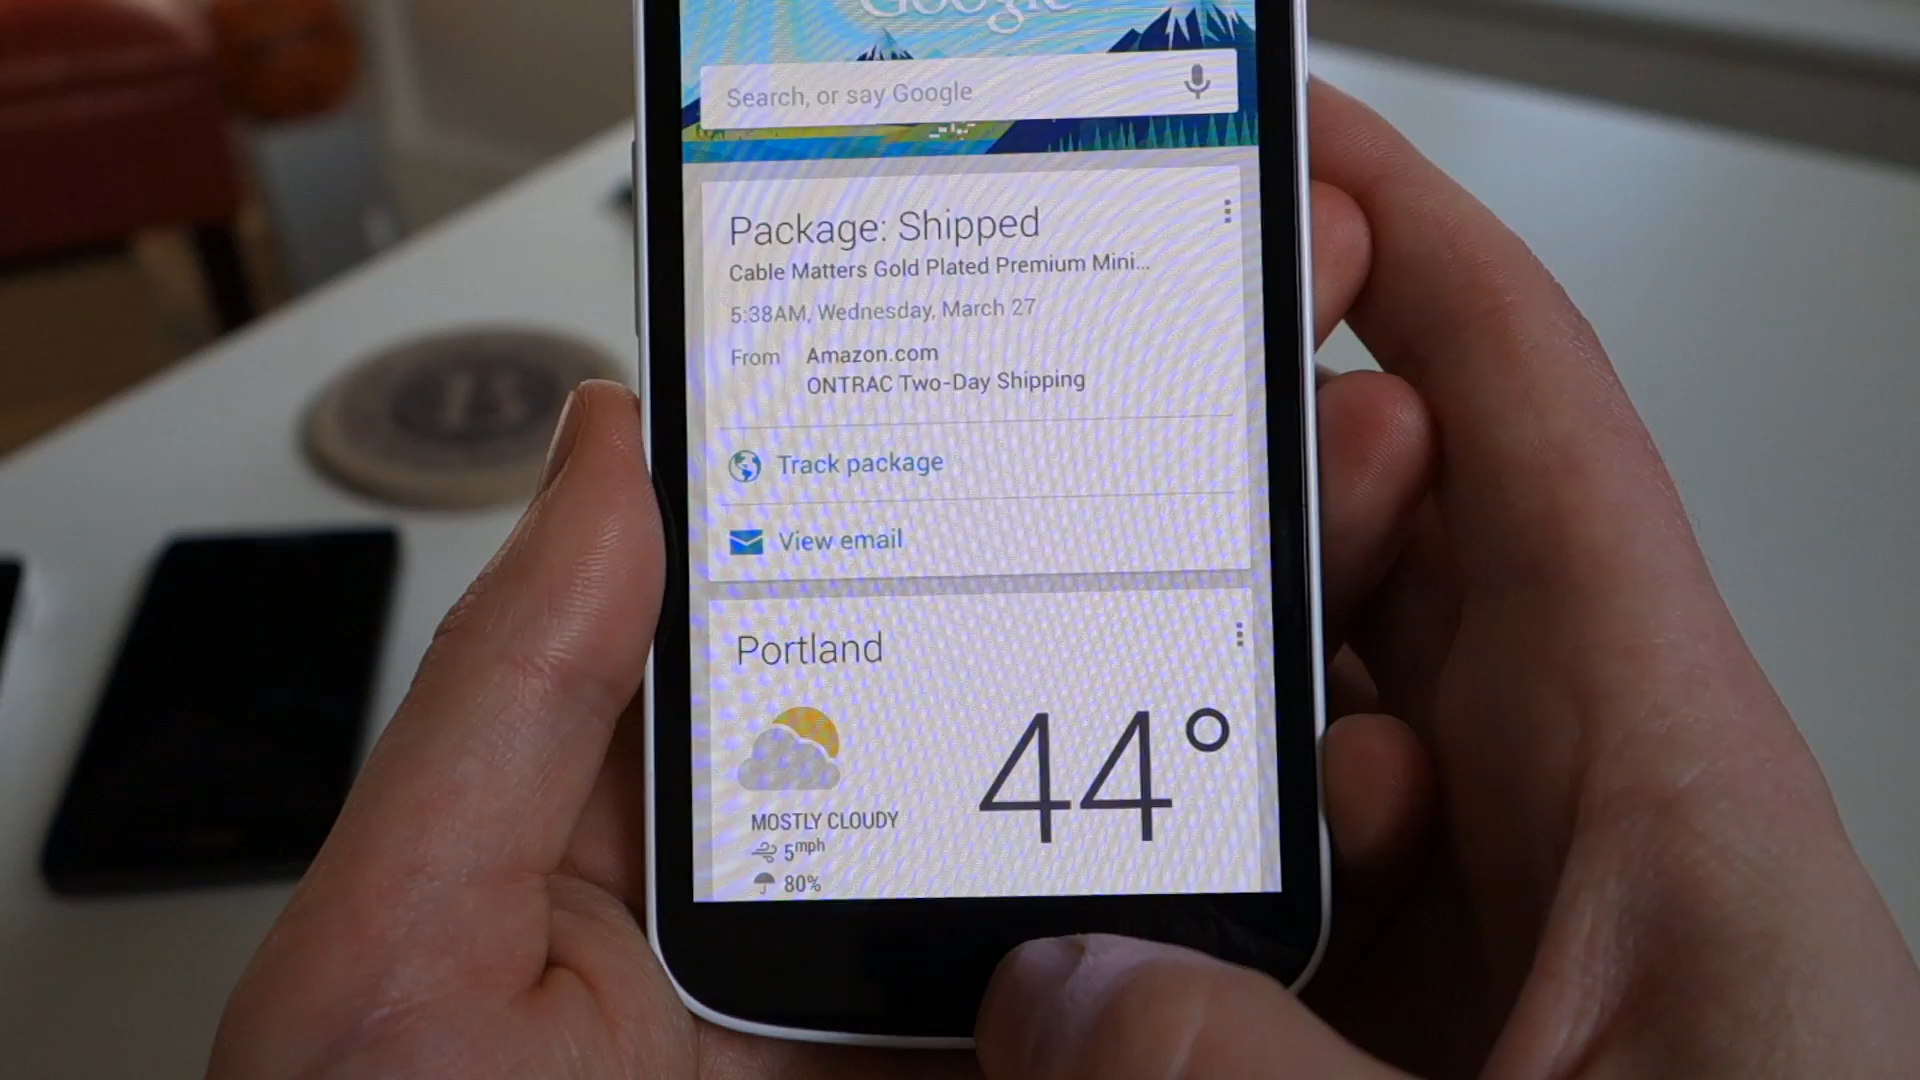 Google
Search, or say Google
Package: Shipped
Cable Matters Gold Plated Premium Mini...
5:38AM, Wednesday, March 27
From Amazon.com
ONTRAC Two-Day Shipping
Track package
View email
Portland
44°
MOSTLY CLOUDY
5mph
80%